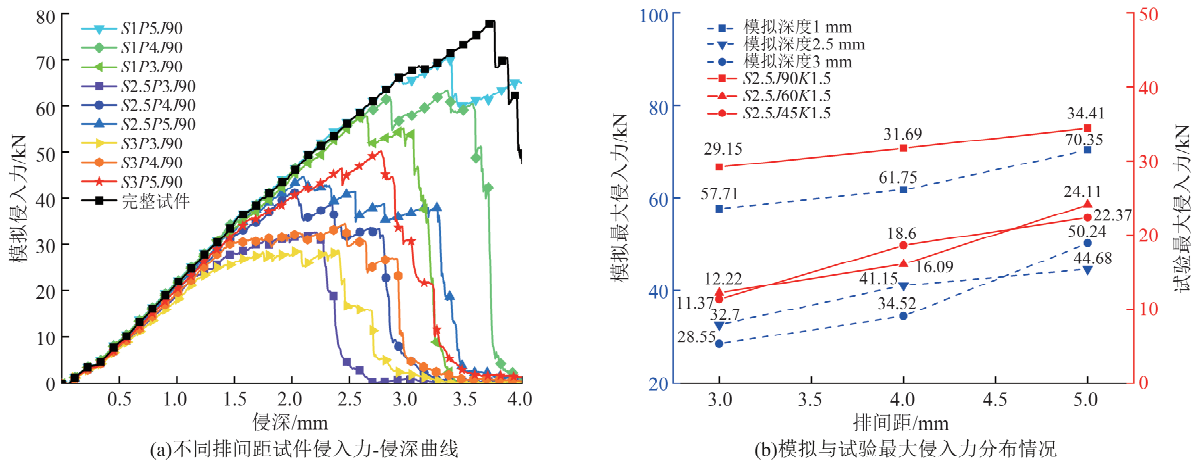 80
70
60
50
40
30
20
10
0
模拟侵入力/kN
S1P5J90
S1P4J90
S1P3J90
S2.5P3J90
S2.5P4J90
S2.5P5J90
S3P3J90
S3P4J90
S3P5J90
完整试件
0.5 1.0 1.5 2.0 2.5 3.0 3.5 4.0
侵深/mm
(a)不同排间距试件侵入力-侵深曲线
100
80
60
40
20
模拟最大侵入力/kN
模拟深度1 mm
模拟深度2.5 mm
模拟深度3 mm
S2.5J90K1.5
S2.5J60K1.5
S2.5J45K1.5
29.15
31.69
34.41
57.71
61.75
70.35
12.22
18.6
24.11
11.37
16.09
22.37
32.7
41.15
50.24
28.55
34.52
44.68
50
40
30
20
10
0
试验最大侵入力/kN
3.0 3.5 4.0 4.5 5.0
排间距/mm
(b)模拟与试验最大侵入力分布情况